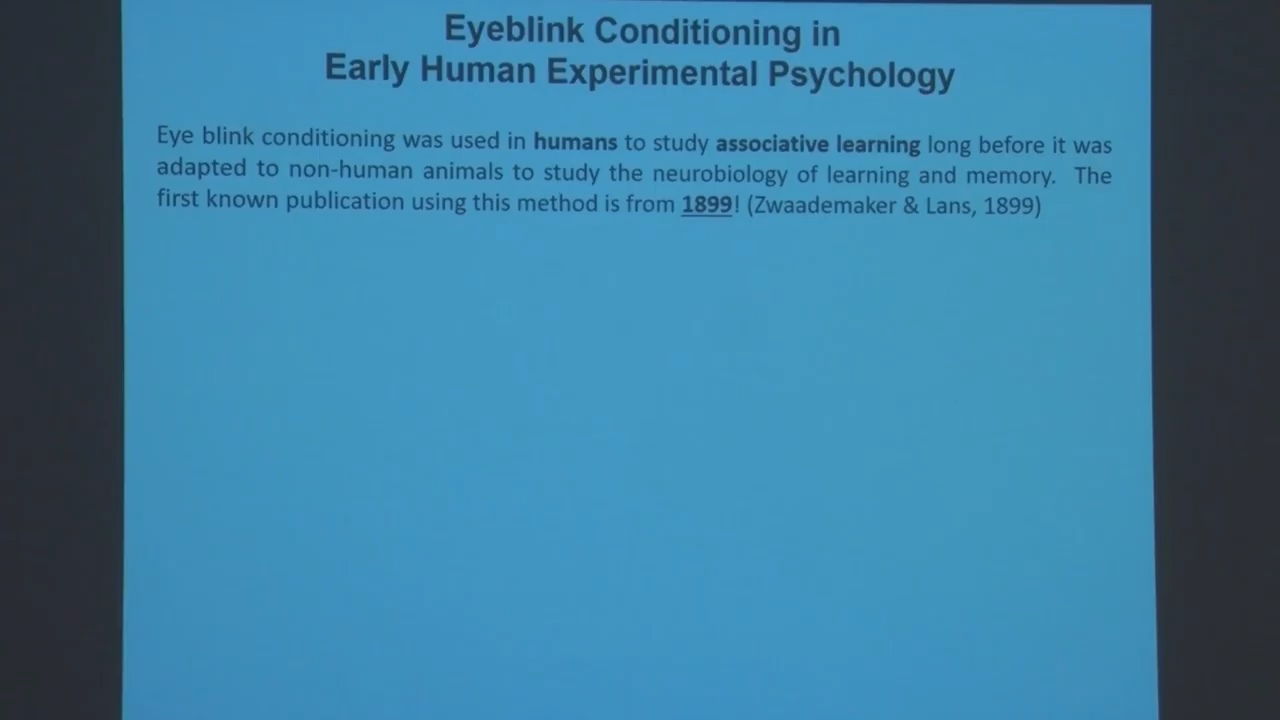 Eyeblink Conditioning in
Early Human Experimental Psychology
Eye blink conditioning was used in humans to study associative learning long before it was
adapted to non-human animals to study the neurobiology of learning and memory. The
first known publication using this method is from 1899! (Zwaademaker & Lans, 1899)